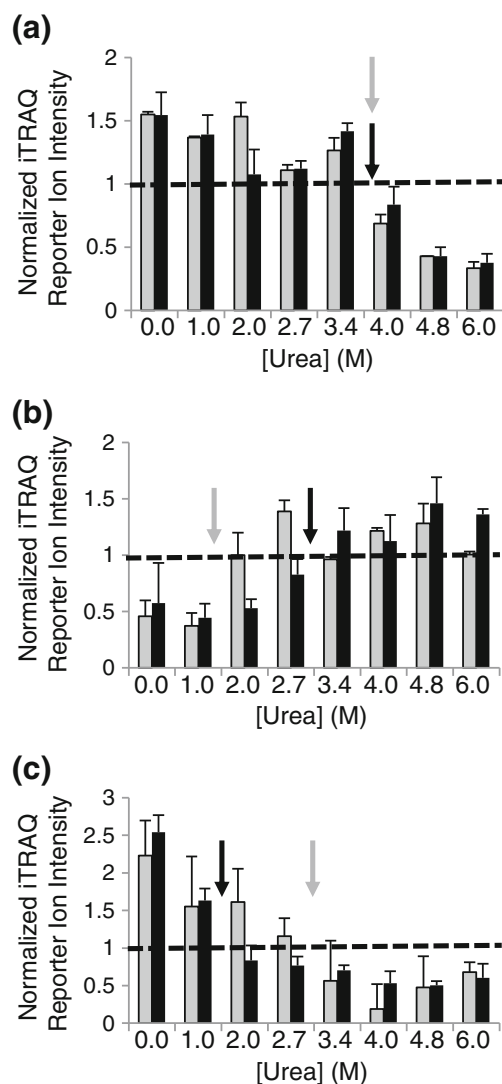 (a)
Normalized iTRAQ
Reporter Ion Intensity
2
1.5
1
0.5
0
0.0 1.0 2.0 2.7 3.4 4.0 4.8 6.0
[Urea] (M)
(b)
Normalized iTRAQ
Reporter Ion Intensity
2
1.5
1
0.5
0
0.0 1.0 2.0 2.7 3.4 4.0 4.8 6.0
[Urea] (M)
(c)
Normalized iTRAQ
Reporter Ion Intensity
3
2.5
2
1.5
1
0.5
0
0.0 1.0 2.0 2.7 3.4 4.0 4.8 6.0
[Urea] (M)